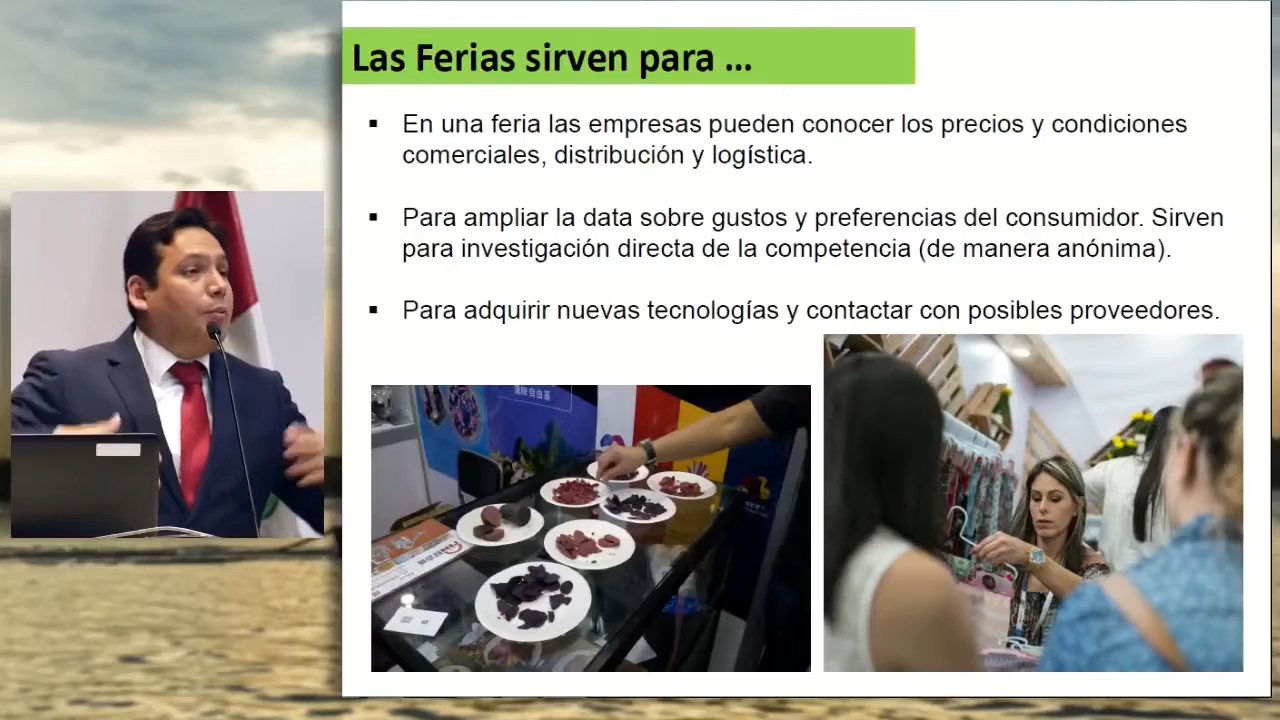 Las Ferias sirven para ...
▪ En una feria las empresas pueden conocer los precios y condiciones
comerciales, distribución y logística.
▪ Para ampliar la data sobre gustos y preferencias del consumidor. Sirven
para investigación directa de la competencia (de manera anónima).
▪ Para adquirir nuevas tecnologías y contactar con posibles proveedores.